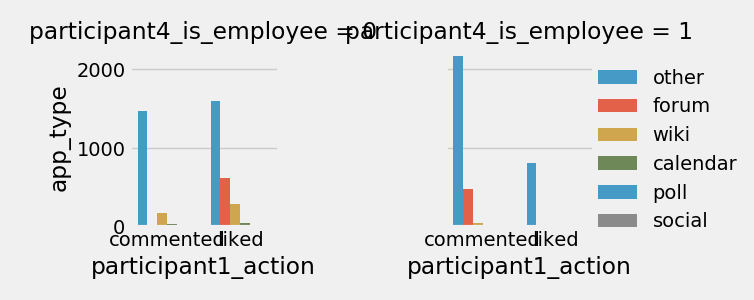 participant4_is_employee = 0
participant4_is_employee = 1
app_type
2000
1000
0
commented
liked
commented
liked
participant1_action
participant1_action
other
forum
wiki
calendar
poll
social